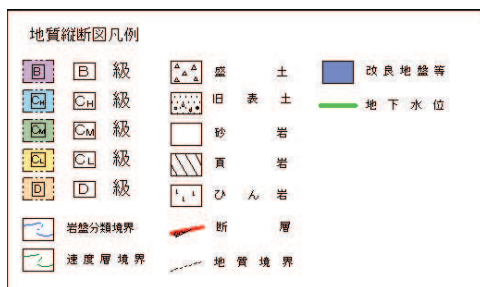 地質縦断図凡例
B B 級 盛土 改良地盤等
CH CH 級 旧表土 地下水位
CM CM 級 砂岩
CL CL 級 頁岩
D D 級 ひん岩
岩盤分類境界 断層
速度層境界 地質境界